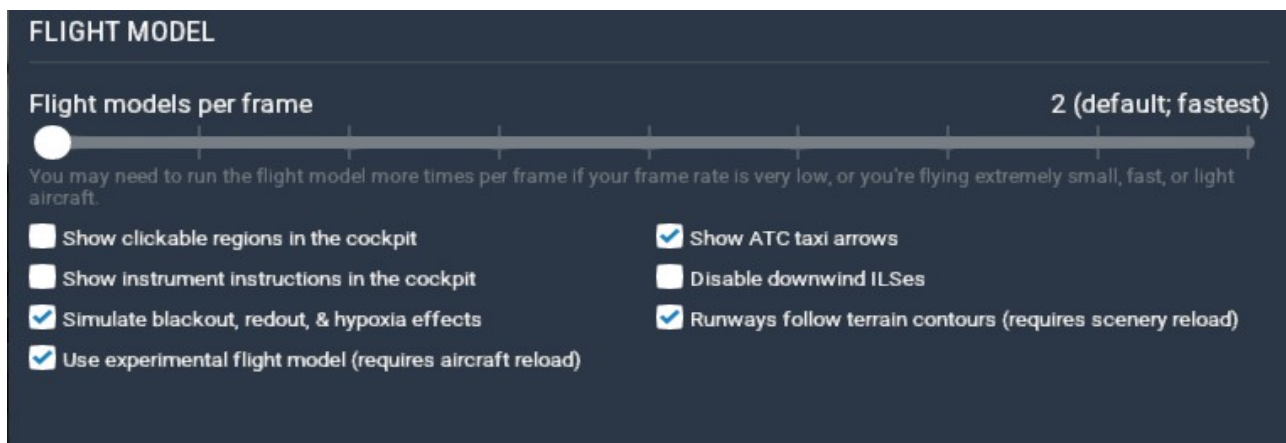 FLIGHT MODEL
Flight models per frame 2 (default; fastest)
You may need to run the flight model more times per frame if your frame rate is very low, or you're flying extremely small, fast, or light
aircraft.
Show clickable regions in the cockpit
Show instrument instructions in the cockpit
Simulate blackout, redout, & hypoxia effects
Use experimental flight model (requires aircraft reload)
Show ATC taxi arrows
Disable downwind ILSes
Runways follow terrain contours (requires scenery reload)